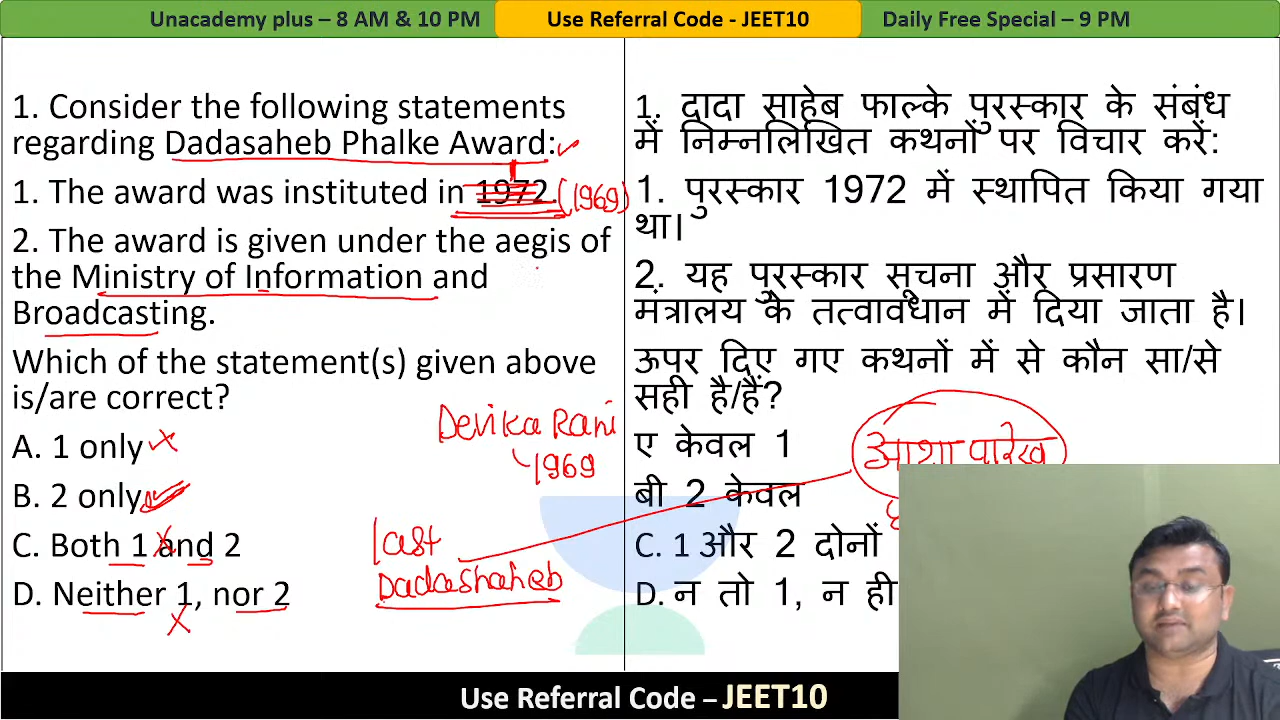 Unacademy plus – 8 AM & 10 PM
Use Referral Code - JEET10
Daily Free Special – 9 PM
1. Consider the following statements
regarding Dadasaheb Phalke Award:
1. The award was instituted in 1972. (1969)
2. The award is given under the aegis of
the Ministry of Information and
Broadcasting.
Which of the statement(s) given above
is/are correct?
A. 1 only
B. 2 only
C. Both 1 and 2
D. Neither 1, nor 2
Devika Rani
1969
last
Dadashaheb
1. दादा साहेब फाल्के पुरस्कार के संबंध
में निम्नलिखित कथनों पर विचार करें:
1. पुरस्कार 1972 में स्थापित किया गया
था।
2. यह पुरस्कार सूचना और प्रसारण
मंत्रालय के तत्वावधान में दिया जाता है।
ऊपर दिए गए कथनों में से कौन सा/से
सही है/हैं?
ए केवल 1
बी 2 केवल
C. 1 और 2 दोनों
D. न तो 1, न ही
आशा पारेख
Use Referral Code – JEET10